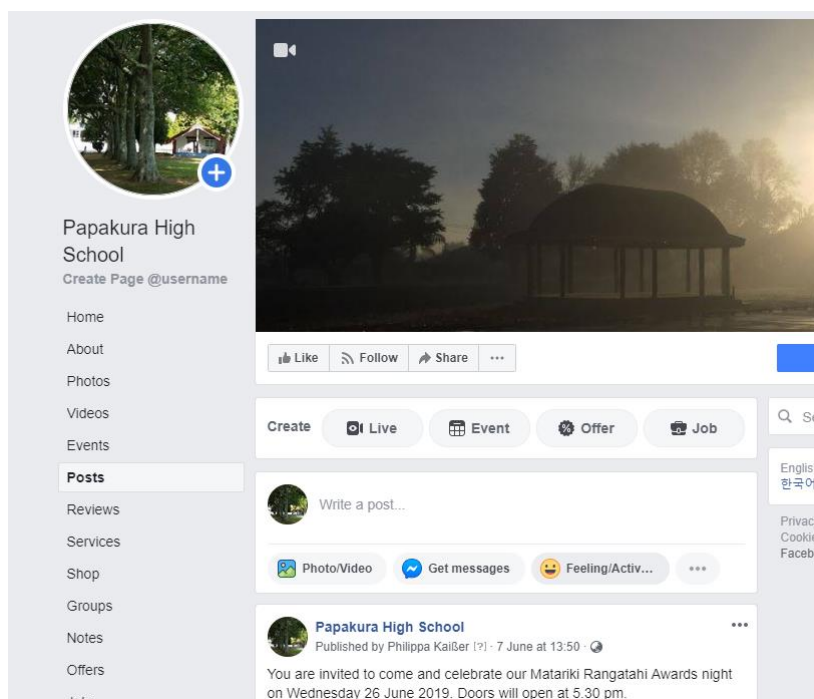 Papakura High
School
Create Page @username
Home
About
Photos
Videos
Events
Posts
Reviews
Services
Shop
Groups
Notes
Offers
Like Follow Share ...
Create Live Event Offer Job
Write a post...
Photo/Video Get messages Feeling/Activ... ...
Papakura High School
Published by Philippa Kaißer [?] · 7 June at 13:50 ·
You are invited to come and celebrate our Matariki Rangatahi Awards night
on Wednesday 26 June 2019. Doors will open at 5.30 pm.
Englis
한국어
Privac
Cookie
Faceb